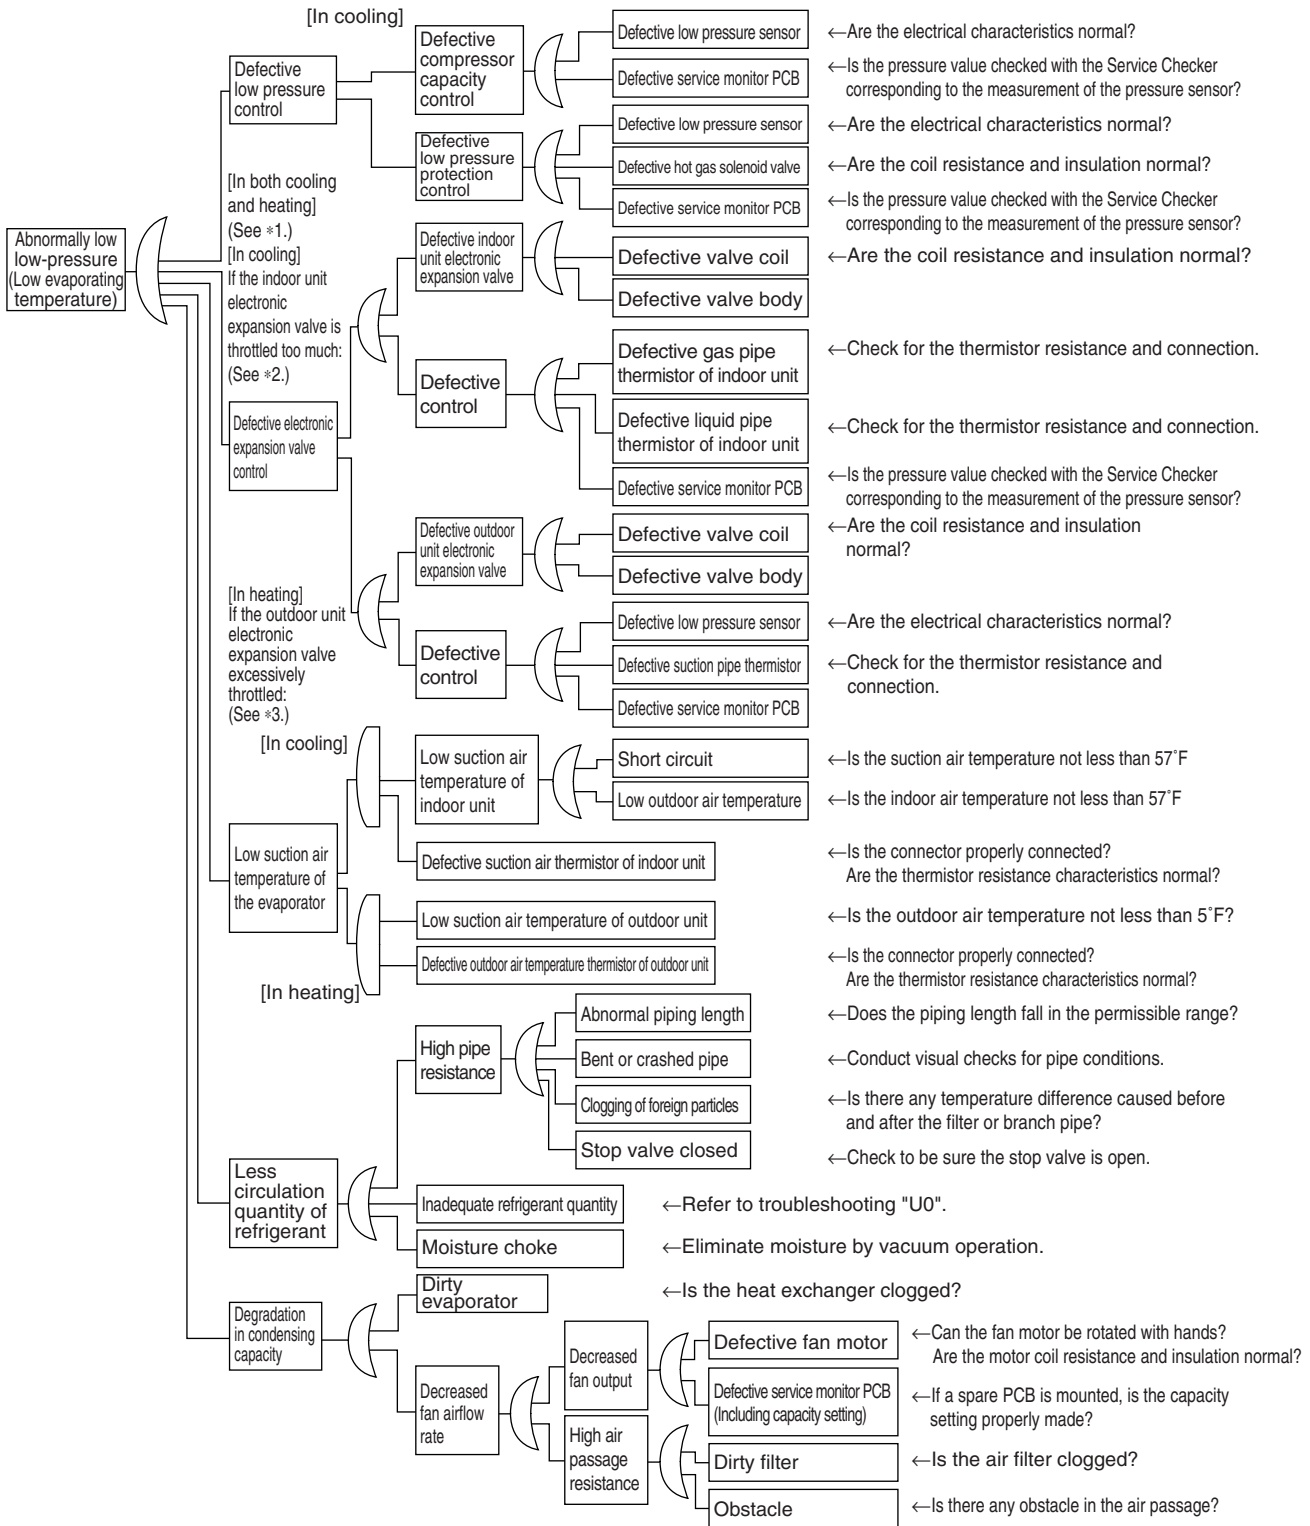 [In cooling]
Abnormally low
low-pressure
(Low evaporating
temperature)
Defective
low pressure
control
Defective
compressor
capacity
control
Defective low pressure sensor
←Are the electrical characteristics normal?
Defective service monitor PCB
←Is the pressure value checked with the Service Checker
corresponding to the measurement of the pressure sensor?
Defective
low pressure
protection
control
Defective low pressure sensor
←Are the electrical characteristics normal?
Defective hot gas solenoid valve
←Are the coil resistance and insulation normal?
Defective service monitor PCB
←Is the pressure value checked with the Service Checker
corresponding to the measurement of the pressure sensor?
[In both cooling
and heating]
(See *1.)
[In cooling]
If the indoor unit
electronic
expansion valve is
throttled too much:
(See *2.)
Defective electronic
expansion valve
control
Defective indoor
unit electronic
expansion valve
Defective valve coil
←Are the coil resistance and insulation normal?
Defective valve body
Defective
control
Defective gas pipe
thermistor of indoor unit
←Check for the thermistor resistance and connection.
Defective liquid pipe
thermistor of indoor unit
←Check for the thermistor resistance and connection.
Defective service monitor PCB
←Is the pressure value checked with the Service Checker
corresponding to the measurement of the pressure sensor?
[In heating]
If the outdoor unit
electronic
expansion valve
excessively
throttled:
(See *3.)
Defective outdoor
unit electronic
expansion valve
Defective valve coil
←Are the coil resistance and insulation
normal?
Defective valve body
Defective
control
Defective low pressure sensor
←Are the electrical characteristics normal?
Defective suction pipe thermistor
←Check for the thermistor resistance and
connection.
Defective service monitor PCB
[In cooling]
Low suction air
temperature of
the evaporator
Low suction air
temperature of
indoor unit
Short circuit
←Is the suction air temperature not less than 57˚F
Low outdoor air temperature
←Is the indoor air temperature not less than 57˚F
Defective suction air thermistor of indoor unit
←Is the connector properly connected?
Are the thermistor resistance characteristics normal?
Low suction air temperature of outdoor unit
←Is the outdoor air temperature not less than 5˚F?
Defective outdoor air temperature thermistor of outdoor unit
←Is the connector properly connected?
Are the thermistor resistance characteristics normal?
[In heating]
Less
circulation
quantity of
refrigerant
High pipe
resistance
Abnormal piping length
←Does the piping length fall in the permissible range?
Bent or crashed pipe
←Conduct visual checks for pipe conditions.
Clogging of foreign particles
←Is there any temperature difference caused before
and after the filter or branch pipe?
Stop valve closed
←Check to be sure the stop valve is open.
Inadequate refrigerant quantity
←Refer to troubleshooting "U0".
Moisture choke
←Eliminate moisture by vacuum operation.
Degradation
in condensing
capacity
Dirty
evaporator
←Is the heat exchanger clogged?
Decreased
fan airflow
rate
Decreased
fan output
Defective fan motor
←Can the fan motor be rotated with hands?
Are the motor coil resistance and insulation normal?
Defective service monitor PCB
(Including capacity setting)
←If a spare PCB is mounted, is the capacity
setting properly made?
High air
passage
resistance
Dirty filter
←Is the air filter clogged?
Obstacle
←Is there any obstacle in the air passage?